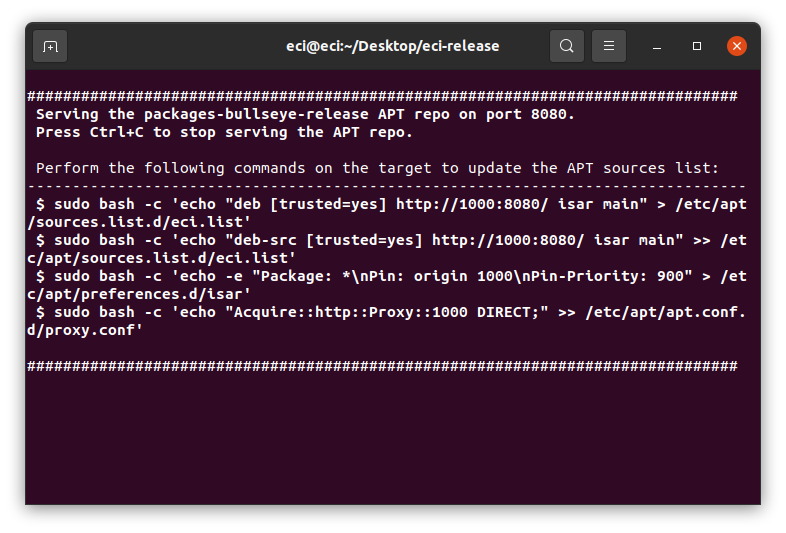 eci@eci:~/Desktop/eci-release
###############################################################################
Serving the packages-bullseye-release APT repo on port 8080.
Press Ctrl+C to stop serving the APT repo.
Perform the following commands on the target to update the APT sources list:
--------------------------------------------------------------------------------
$ sudo bash -c 'echo "deb [trusted=yes] http://1000:8080/ isar main" > /etc/apt
/sources.list.d/eci.list'
$ sudo bash -c 'echo "deb-src [trusted=yes] http://1000:8080/ isar main" >> /et
c/apt/sources.list.d/eci.list'
$ sudo bash -c 'echo -e "Package: *\nPin: origin 1000\nPin-Priority: 900" > /et
c/apt/preferences.d/isar'
$ sudo bash -c 'echo "Acquire::http::Proxy::1000 DIRECT;" >> /etc/apt/apt.conf.
d/proxy.conf'
###############################################################################